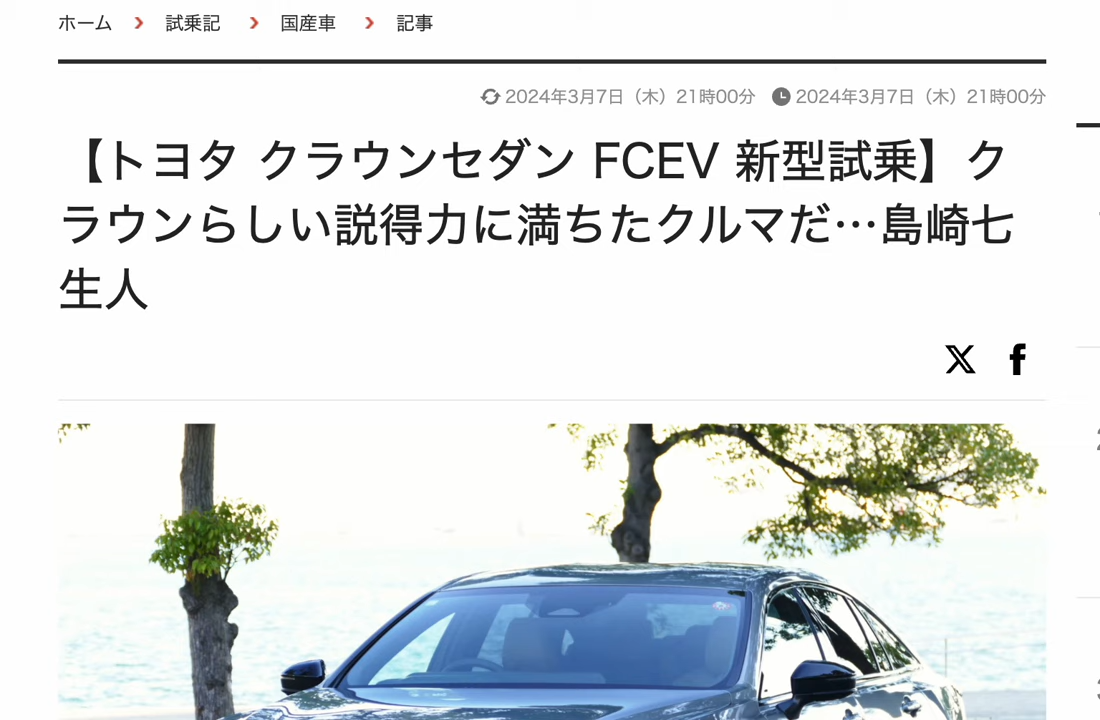 ホーム 試乗記 国産車 記事
2024年3月7日（木）21時00分 2024年3月7日（木）21時00分
【トヨタ クラウンセダン FCEV 新型試乗】ク
ラウンらしい説得力に満ちたクルマだ…島崎七
生人